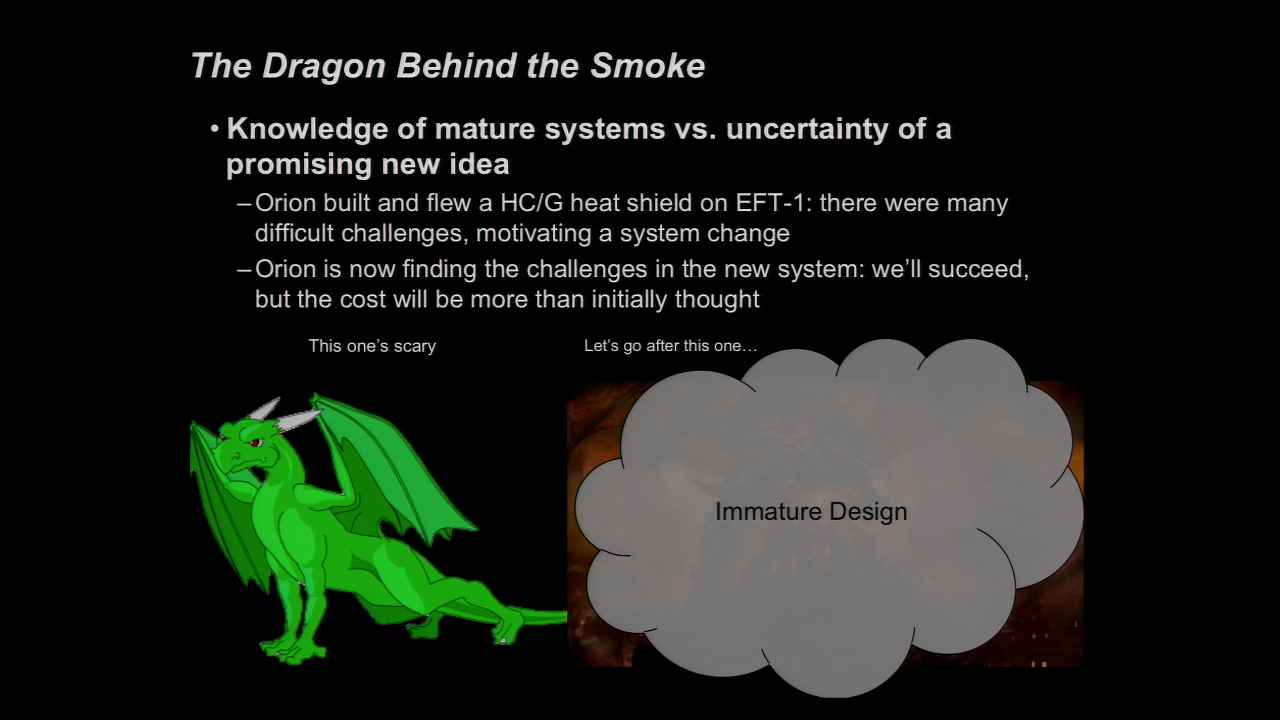 The Dragon Behind the Smoke
• Knowledge of mature systems vs. uncertainty of a
promising new idea
– Orion built and flew a HC/G heat shield on EFT-1: there were many
difficult challenges, motivating a system change
– Orion is now finding the challenges in the new system: we’ll succeed,
but the cost will be more than initially thought
This one’s scary
Let’s go after this one…
Immature Design